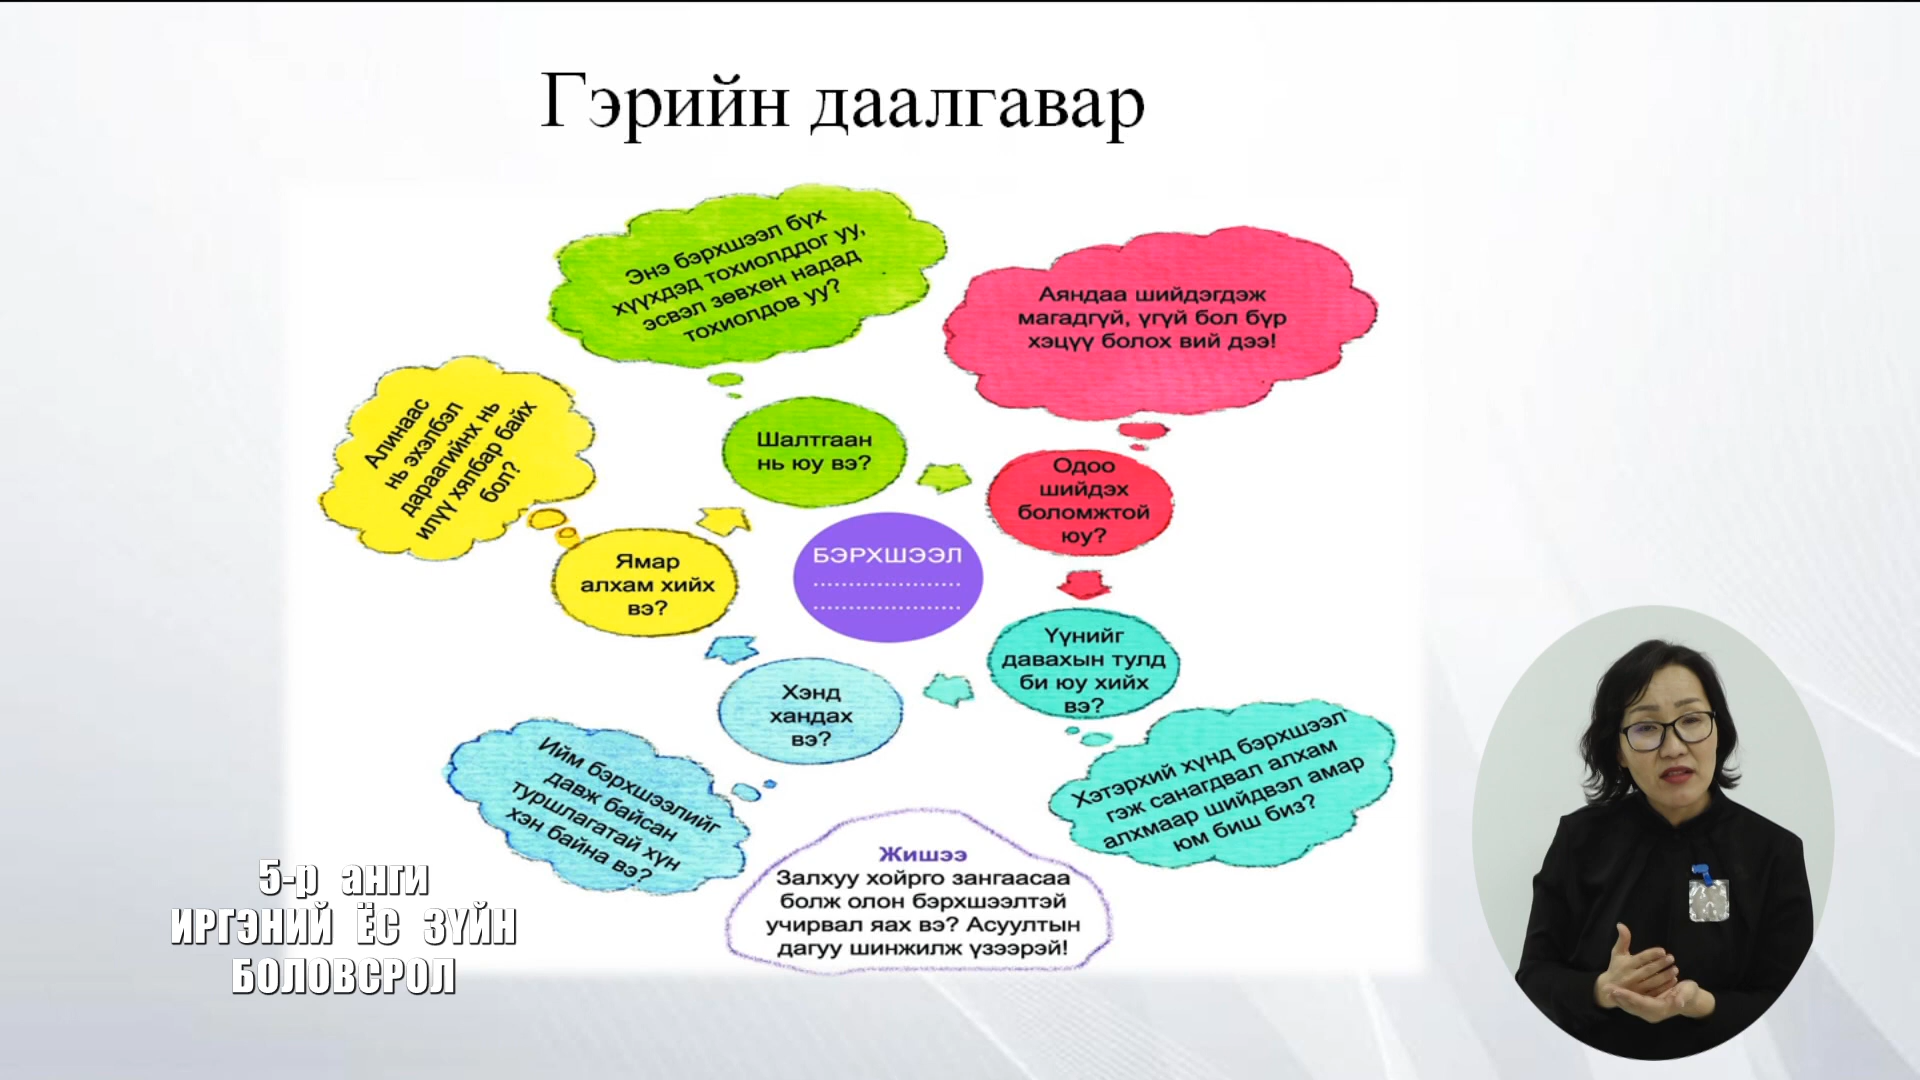 Гэрийн даалгавар
Энэ бэрхшээл бүх
хүүхдэд тохиолддог уу,
эсвэл зөвхөн надад
тохиолдов уу?
Аяндаа шийдэгдэж
магадгүй, үгүй бол бүр
хэцүү болох вий дээ!
Алинаас
нь эхэлбэл
дараагийнх нь
илүү хялбар байх
бол?
Шалтгаан
нь юу вэ?
Одоо
шийдэх
боломжтой
юу?
Ямар
алхам хийх
вэ?
БЭРХШЭЭЛ
....................
....................
Үүнийг
давахын тулд
би юу хийх
вэ?
Хэнд
хандах
вэ?
Ийм бэрхшээлийг
давж байсан
туршлагатай хүн
хэн байна вэ?
Хэтэрхий хүнд бэрхшээл
гэж санагдвал алхам
алхмаар шийдвэл амар
юм биш биз?
Жишээ
Залхуу хойрго зангаасаа
болж олон бэрхшээлтэй
учирвал яах вэ? Асуултын
дагуу шинжилж үзээрэй!
5-р анги
ИРГЭНИЙ ЁС ЗҮЙН
БОЛОВСРОЛ